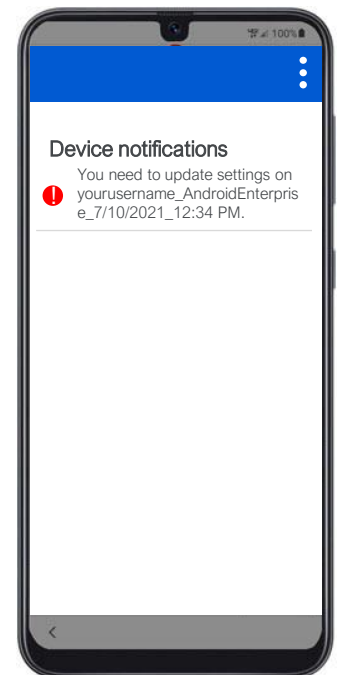 100%
Device notifications
You need to update settings on
yourusername_AndroidEnterpris
e_7/10/2021_12:34 PM.